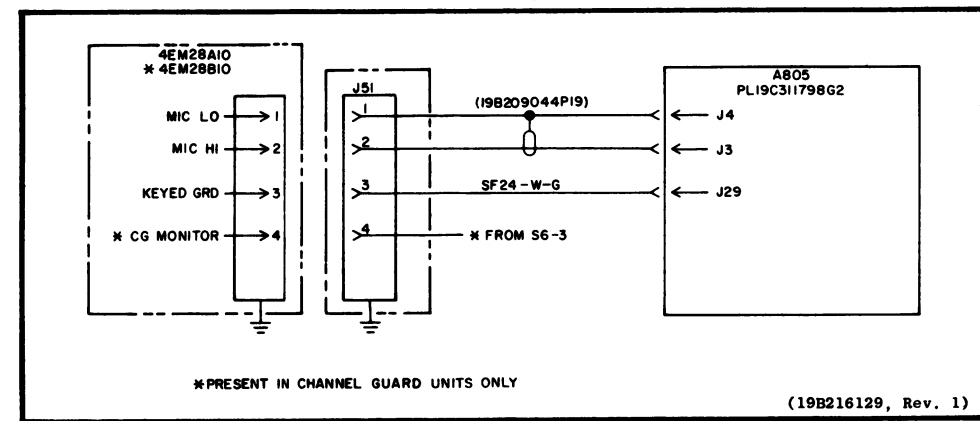 4EM28A10
* 4EM28B10
MIC LO 1
MIC HI 2
KEYED GRD 3
* CG MONITOR 4
J51
1
2
3
4
(19B209044P19)
SF24-W-G
* FROM S6-3
A805
PL19C311798G2
J4
J3
J29
*PRESENT IN CHANNEL GUARD UNITS ONLY
(19B216129, Rev. 1)